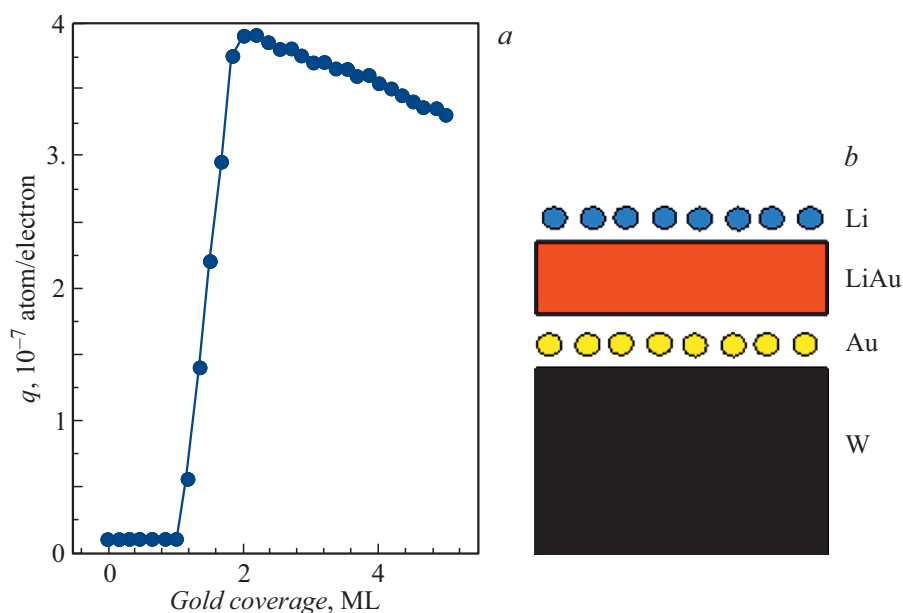 4
3.
2
1
0
q, 10⁻⁷ atom/electron
0
2
4
Gold coverage, ML
a
b
Li
LiAu
Au
W